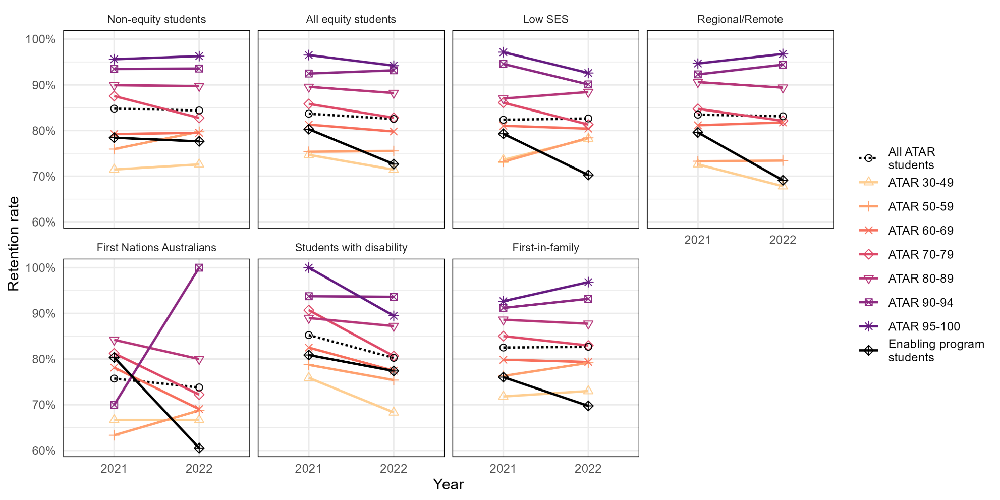 Non-equity students
All equity students
Low SES
Regional/Remote
100%
90%
80%
70%
60%
2021
2022
First Nations Australians
Students with disability
First-in-family
100%
90%
80%
70%
60%
2021
2022
2021
2022
2021
2022
Year
Retention rate
All ATAR
students
ATAR 30-49
ATAR 50-59
ATAR 60-69
ATAR 70-79
ATAR 80-89
ATAR 90-94
ATAR 95-100
Enabling program
students